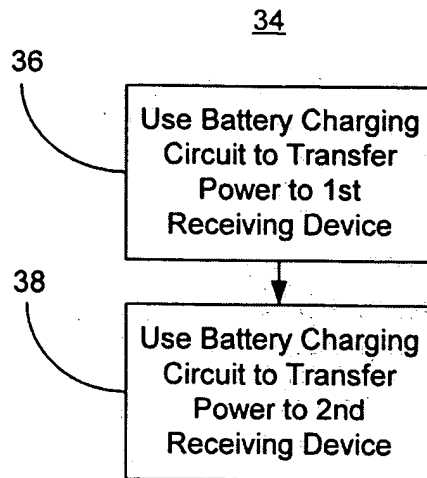 34
36
Use Battery Charging
Circuit to Transfer
Power to 1st
Receiving Device
38
Use Battery Charging
Circuit to Transfer
Power to 2nd
Receiving Device